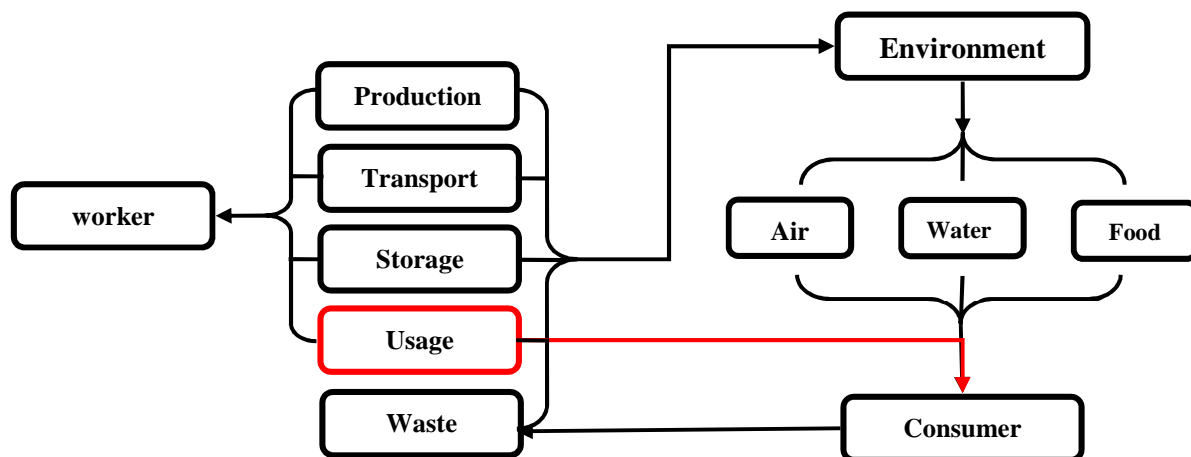 Environment
Production
Transport
worker
Air
Water
Food
Storage
Usage
Waste
Consumer